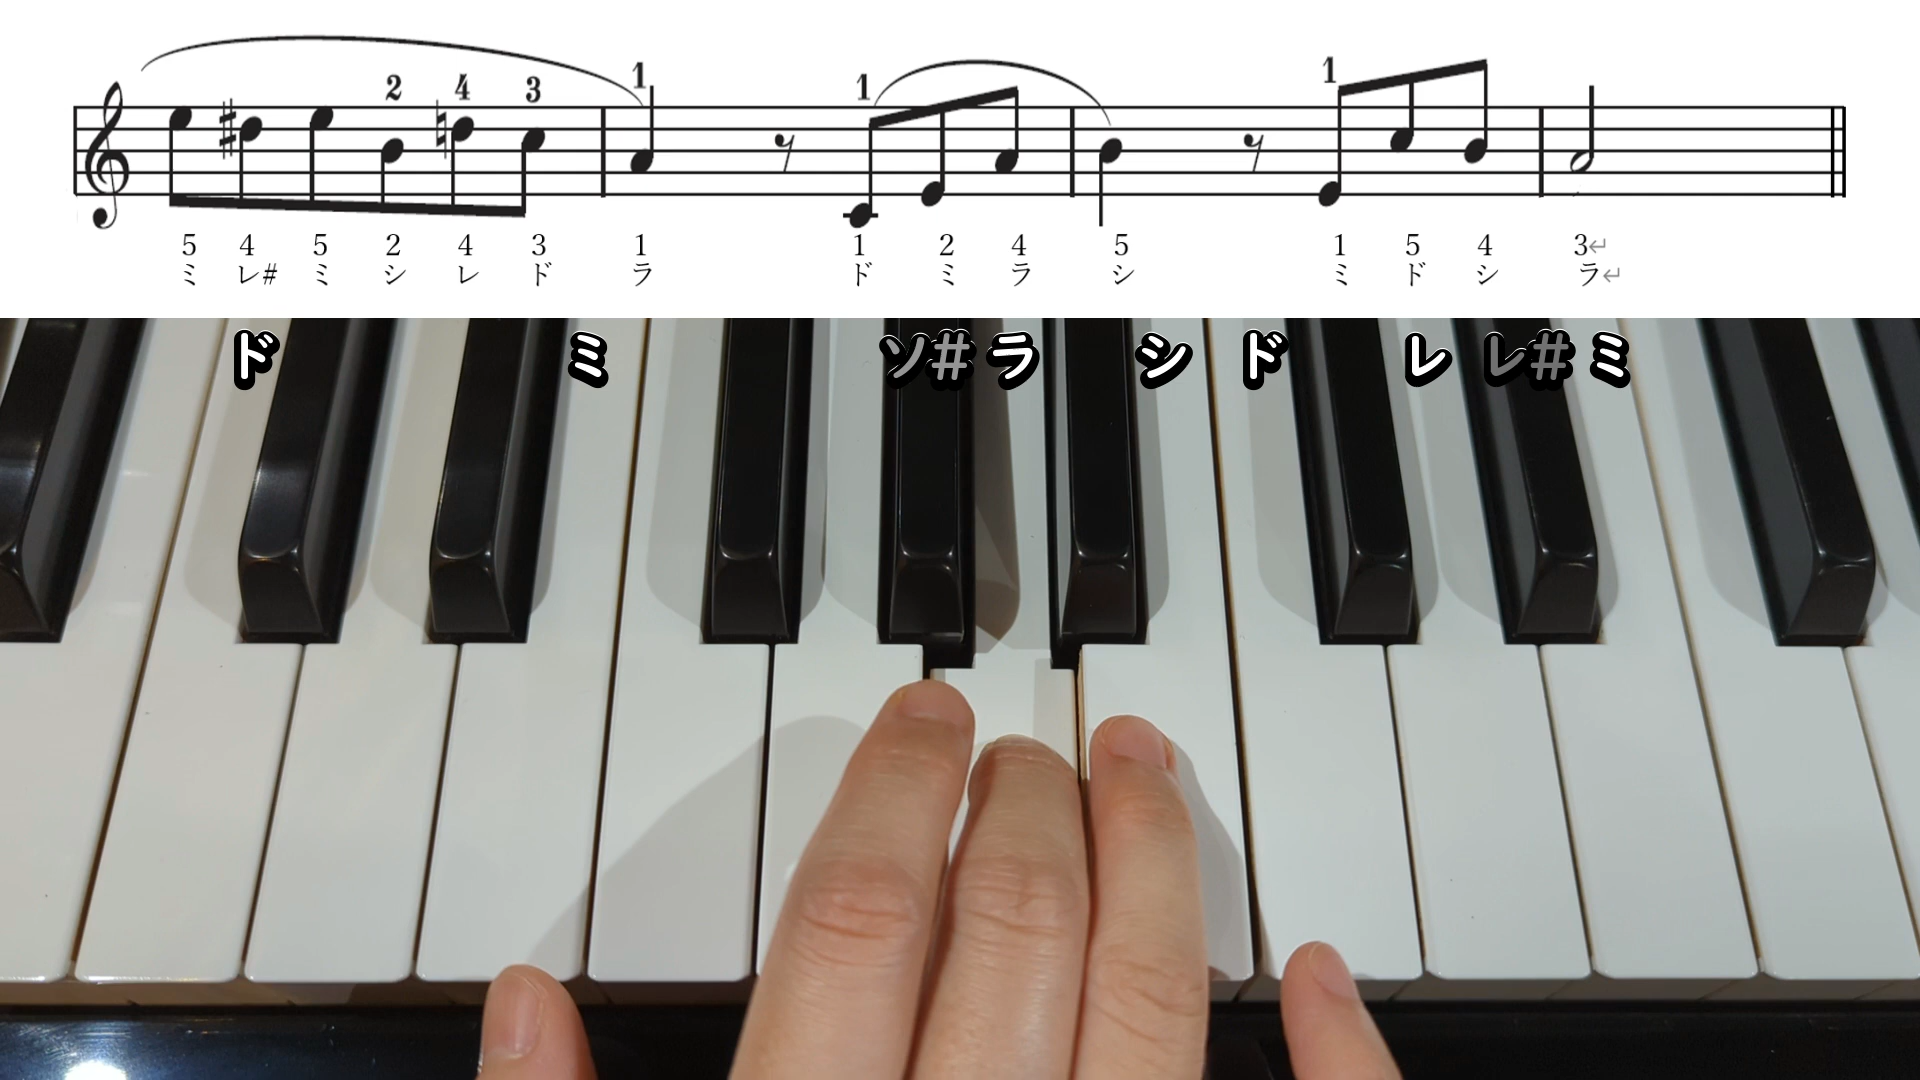 2 4 3 1 1 1
5 4 5 2 4 3 1 1 2 4 5 1 5 4 3↵
ミ レ# ミ シ レ ド ラ ド ミ ラ シ ミ ド シ ラ↵
ド ミ ソ# ラ シ ド レ レ# ミ